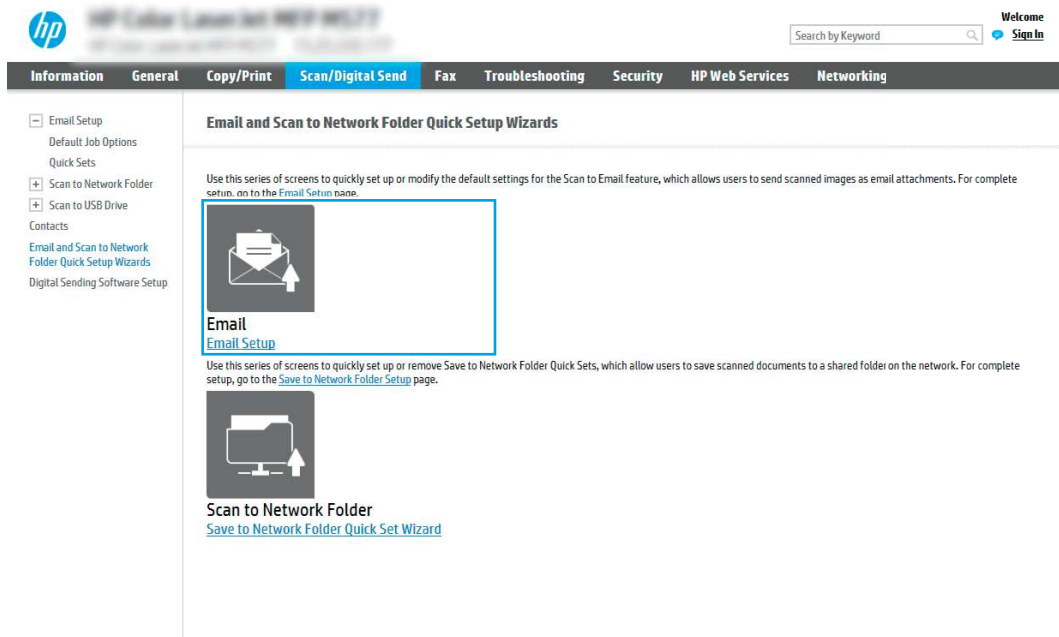 hp
Welcome
Search by Keyword
Sign In
Information General Copy/Print Scan/Digital Send Fax Troubleshooting Security HP Web Services Networking
Email Setup
Default Job Options
Quick Sets
Scan to Network Folder
Scan to USB Drive
Contacts
Email and Scan to Network
Folder Quick Setup Wizards
Digital Sending Software Setup
Email and Scan to Network Folder Quick Setup Wizards
Use this series of screens to quickly set up or modify the default settings for the Scan to Email feature, which allows users to send scanned images as email attachments. For complete
setup, go to the Email Setup page.
Email
Email Setup
Use this series of screens to quickly set up or remove Save to Network Folder Quick Sets, which allow users to save scanned documents to a shared folder on the network. For complete
setup, go to the Save to Network Folder Setup page.
Scan to Network Folder
Save to Network Folder Quick Set Wizard